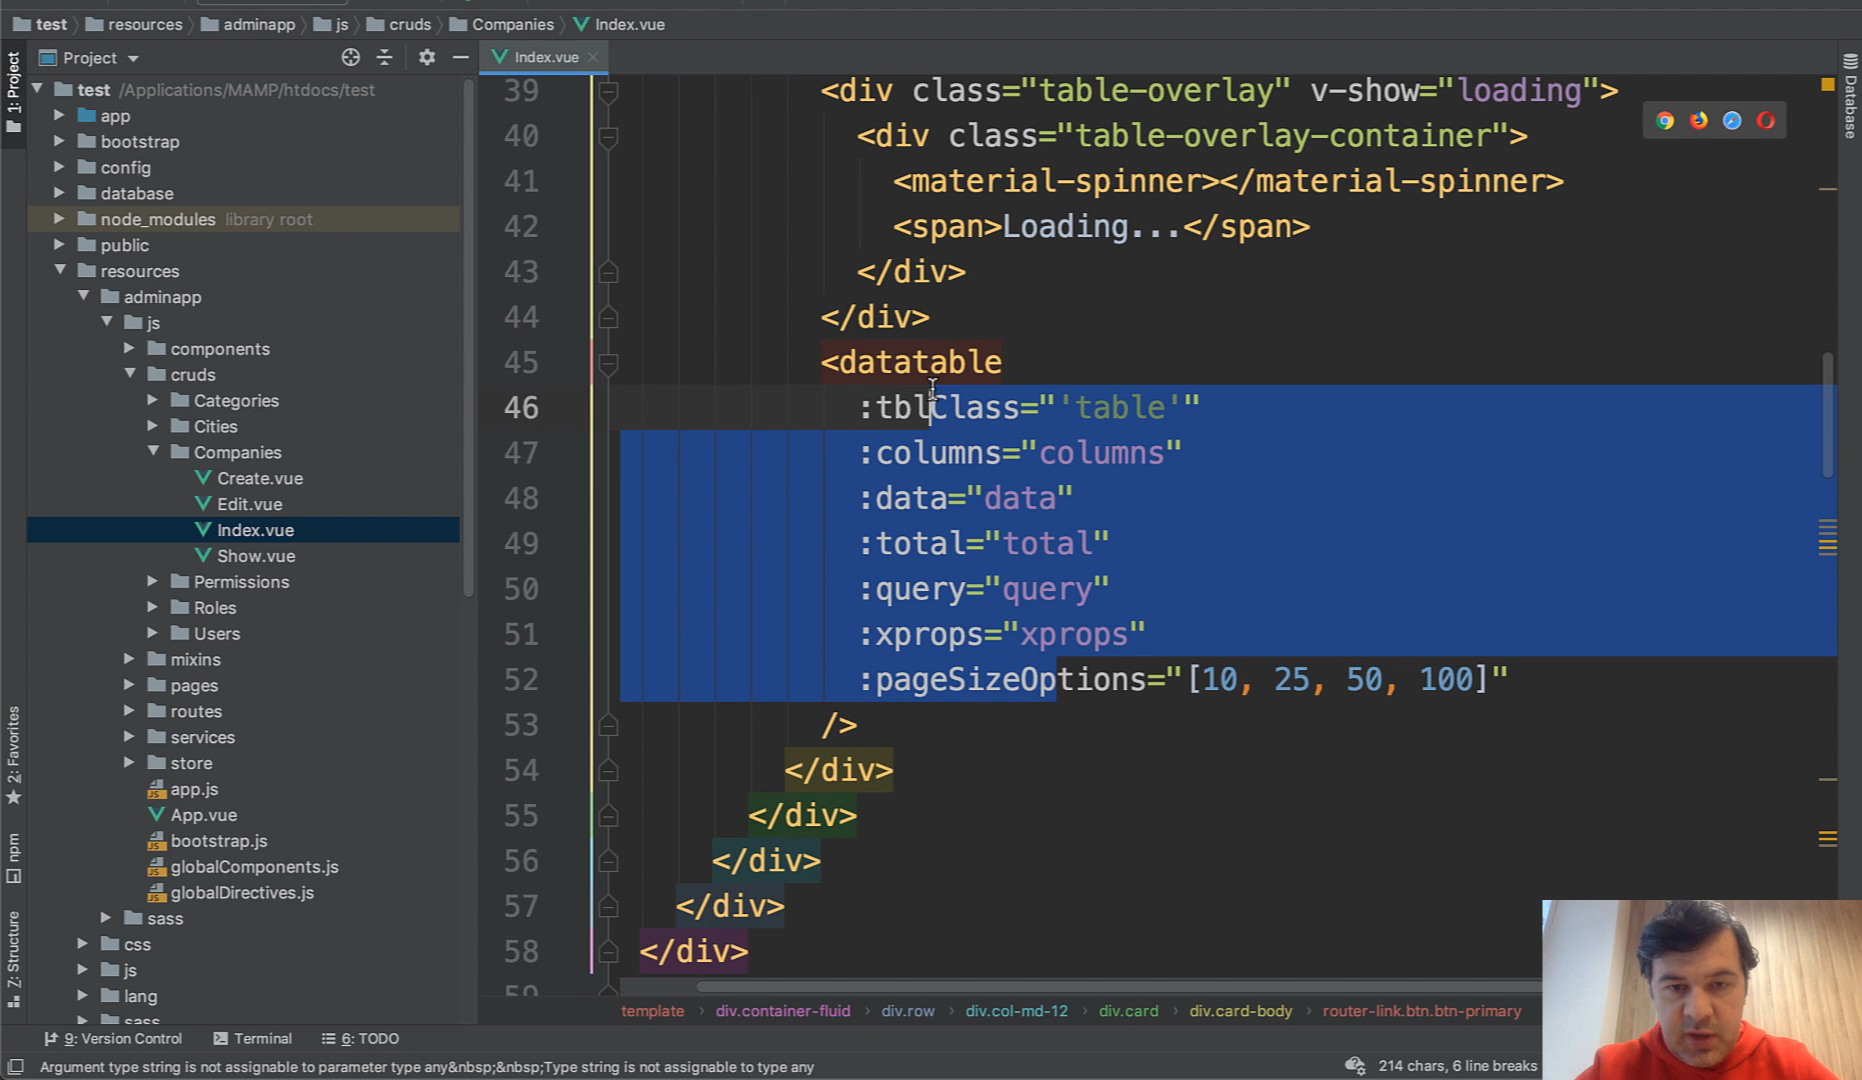 test
resources
adminapp
js
cruds
Companies
Index.vue
Project
Index.vue
1: Project
2: Favorites
npm
Z: Structure
Database
test /Applications/MAMP/htdocs/test
app
bootstrap
config
database
node_modules library root
public
resources
adminapp
js
components
cruds
Categories
Cities
Companies
Create.vue
Edit.vue
Index.vue
Show.vue
Permissions
Roles
Users
mixins
pages
routes
services
store
app.js
App.vue
bootstrap.js
globalComponents.js
globalDirectives.js
sass
css
js
lang
sass
39 <div class="table-overlay" v-show="loading">
40 <div class="table-overlay-container">
41 <material-spinner></material-spinner>
42 <span>Loading...</span>
43 </div>
44 </div>
45 <datatable
46 :tblClass="'table'"
47 :columns="columns"
48 :data="data"
49 :total="total"
50 :query="query"
51 :xprops="xprops"
52 :pageSizeOptions="[10, 25, 50, 100]"
53 />
54 </div>
55 </div>
56 </div>
57 </div>
58 </div>
59
template › div.container-fluid › div.row › div.col-md-12 › div.card › div.card-body › router-link.btn.btn-primary
9: Version Control
Terminal
6: TODO
Argument type string is not assignable to parameter type any&nbsp;&nbsp;Type string is not assignable to type any
214 chars, 6 line breaks